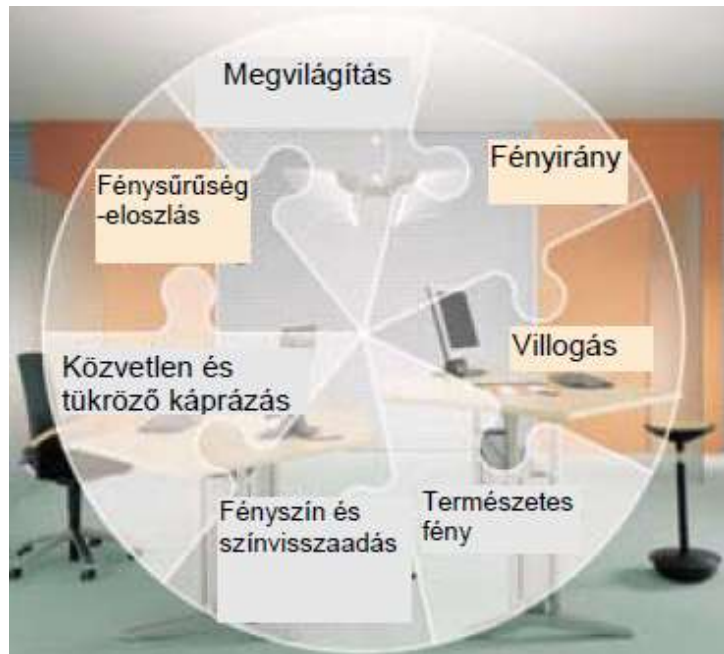 Megvilágítás
Fényirány
Fénysűrűség
-eloszlás
Villogás
Közvetlen és
tükröző káprázás
Fényszín és
színvisszaadás
Természetes
fény